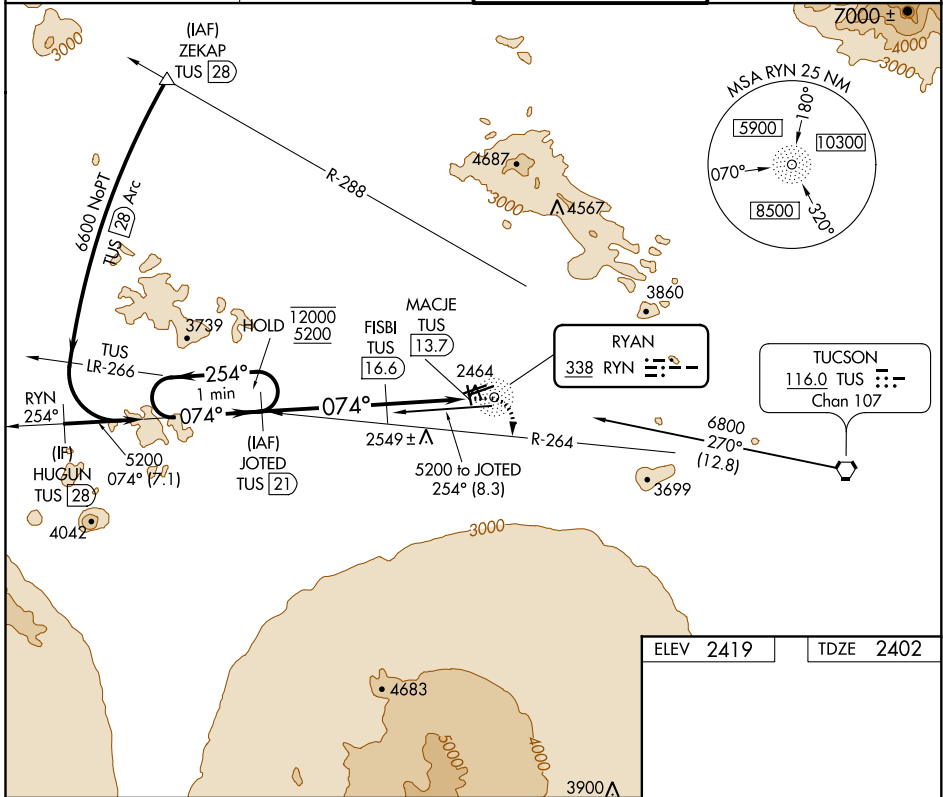 3000
(IAF)
ZEKAP
TUS 28
7000 ±
4000
3000
MSA RYN 25 NM
180°
5900
10300
070°
8500
320°
R-288
4687
3000
4567
6600 NoPT
TUS 28 Arc
3860
3739
HOLD
12000
5200
MACJE
TUS
13.7
FISBI
TUS
16.6
RYAN
338 RYN
TUCSON
116.0 TUS
Chan 107
TUS
LR-266
254°
1 min
074°
074°
2464
RYN
254°
(IF)
HUGUN
TUS 28
5200
074° (7.1)
(IAF)
JOTED
TUS 21
2549 ±
R-264
6800
270°
(12.8)
5200 to JOTED
254° (8.3)
3699
4042
3000
ELEV 2419
TDZE 2402
4683
5000
4000
3900